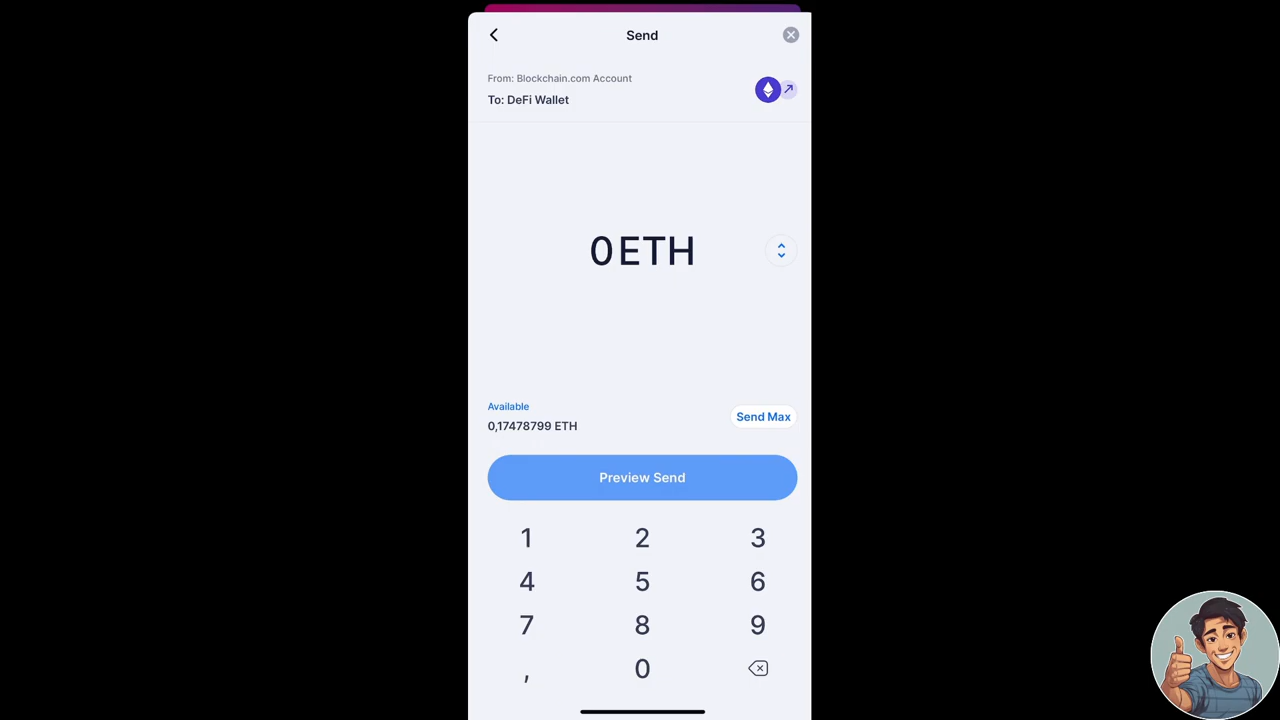 Send
From: Blockchain.com Account
To: DeFi Wallet
0 ETH
Available
0,17478799 ETH
Send Max
Preview Send
1 2 3
4 5 6
7 8 9
, 0